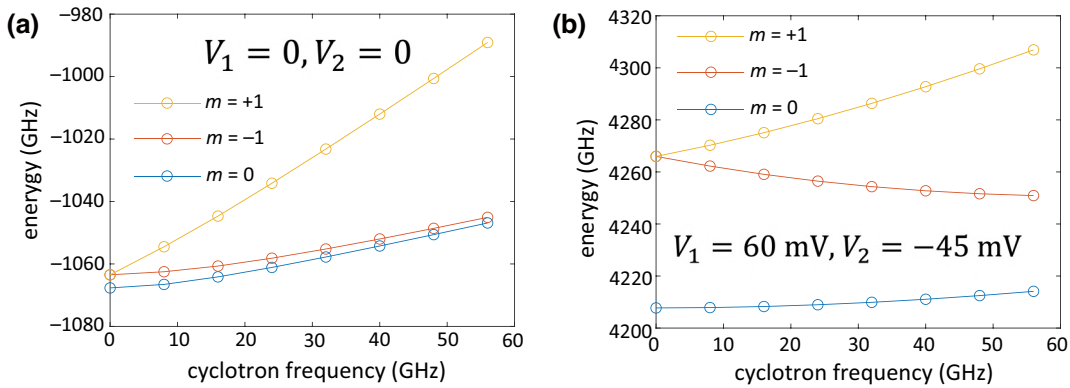 (a)
V₁ = 0, V₂ = 0
m = +1
m = −1
m = 0
enerygy (GHz)
−980
−1000
−1020
−1040
−1060
−1080
0 10 20 30 40 50 60
cyclotron frequency (GHz)
(b)
m = +1
m = −1
m = 0
V₁ = 60 mV, V₂ = −45 mV
energy (GHz)
4320
4300
4280
4260
4240
4220
4200
0 10 20 30 40 50 60
cyclotron frequency (GHz)